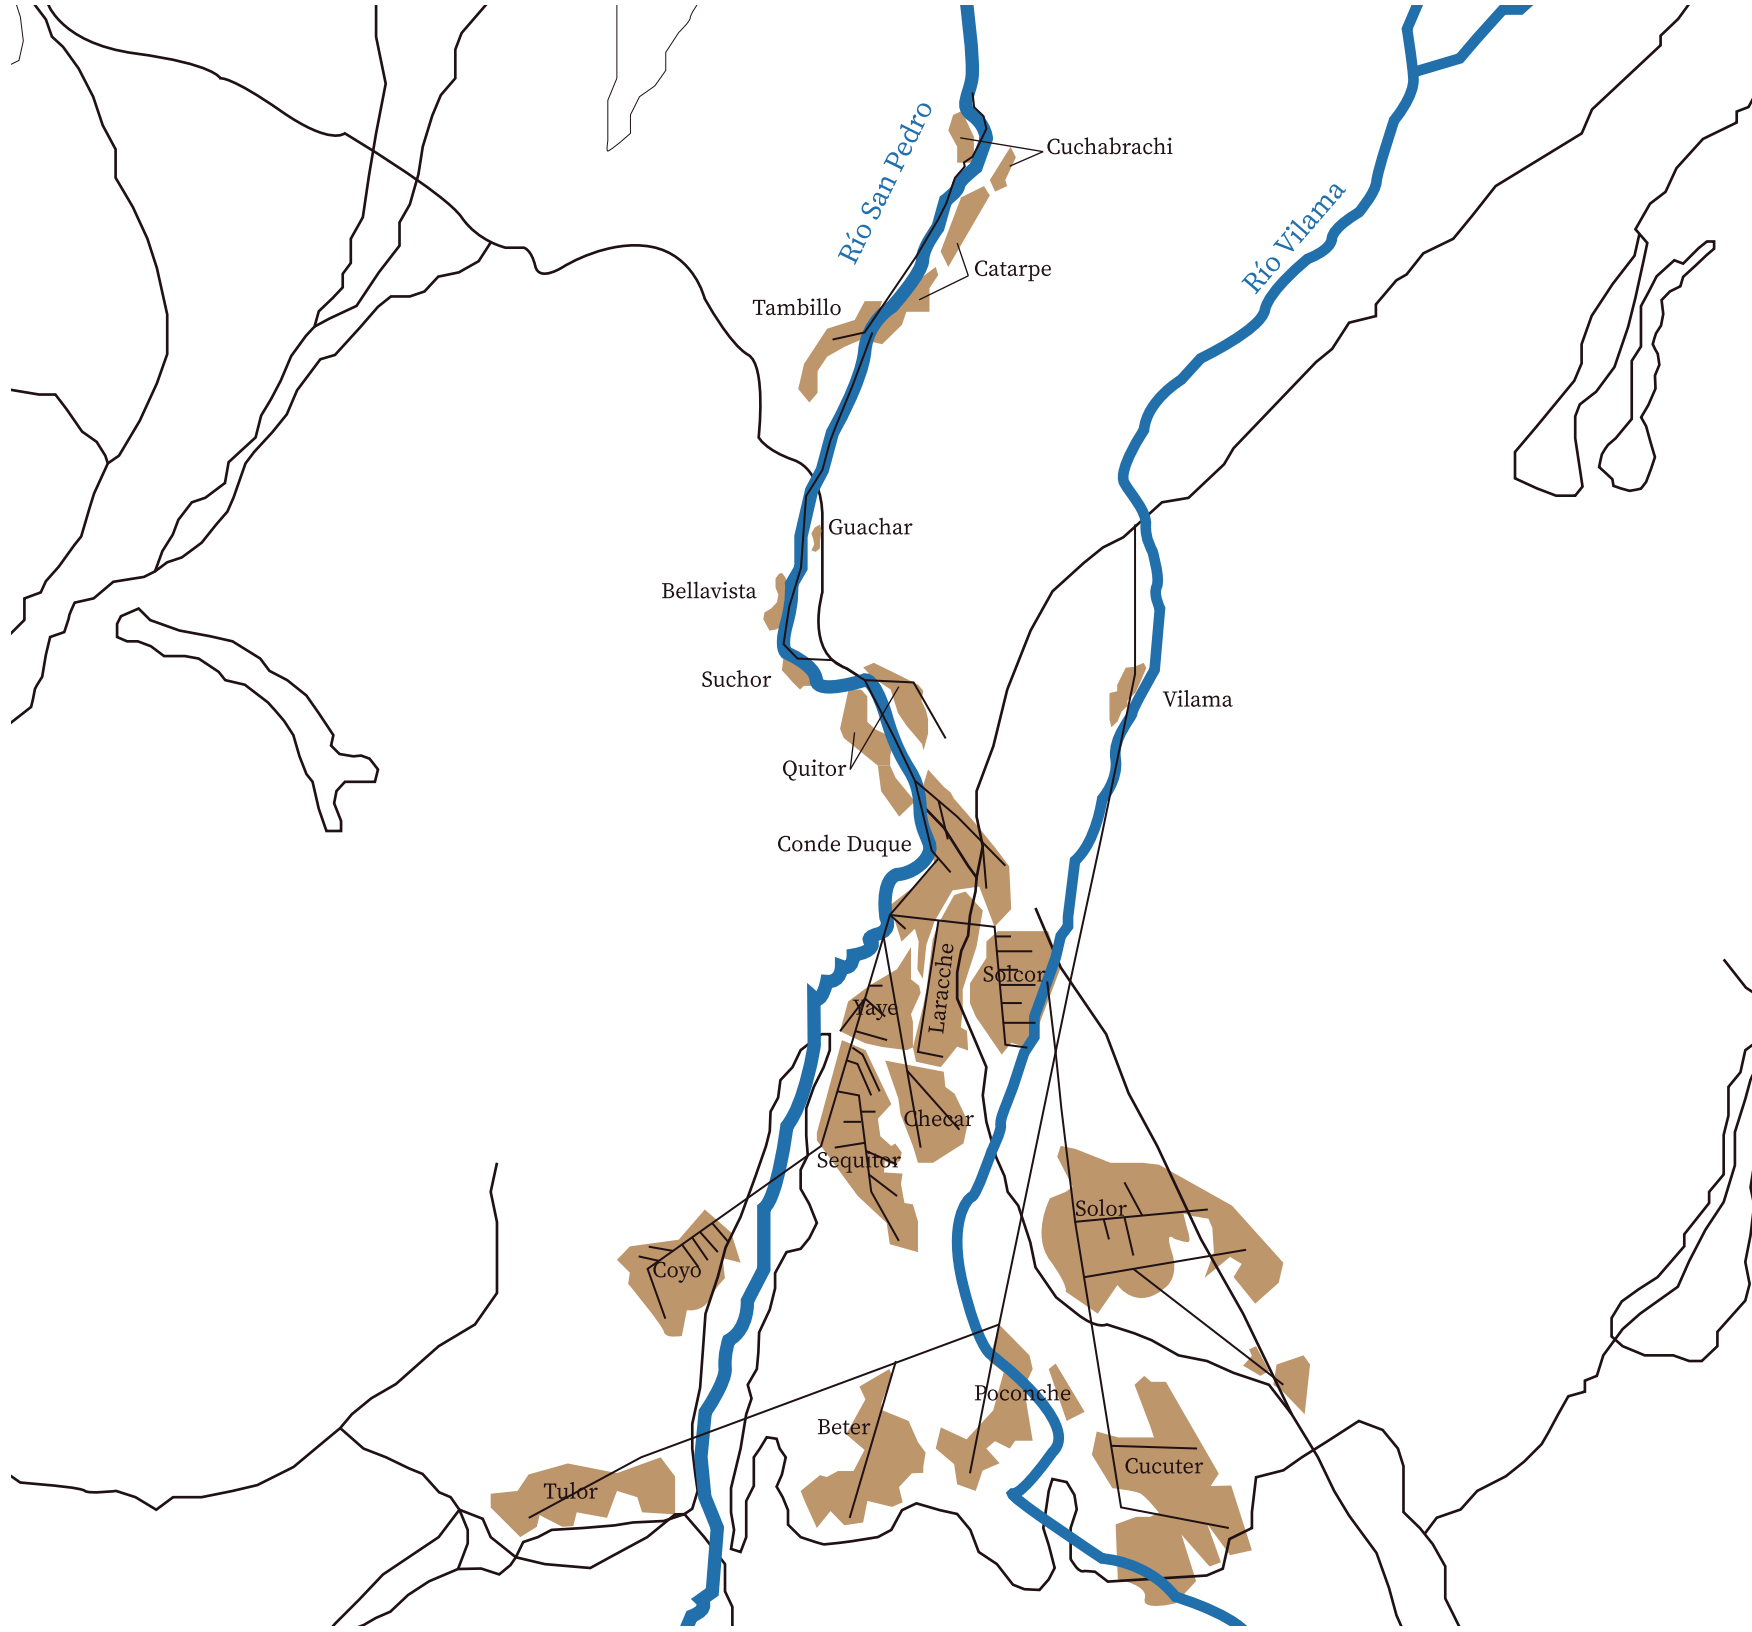 Río San Pedro
Cuchabrachi
Río Vilama
Catarpe
Tambillo
Guachar
Bellavista
Suchor
Vilama
Quitor
Conde Duque
Laracche
Solcor
Yaye
Checar
Sequitor
Solor
Coyo
Poconche
Beter
Cucuter
Tulor